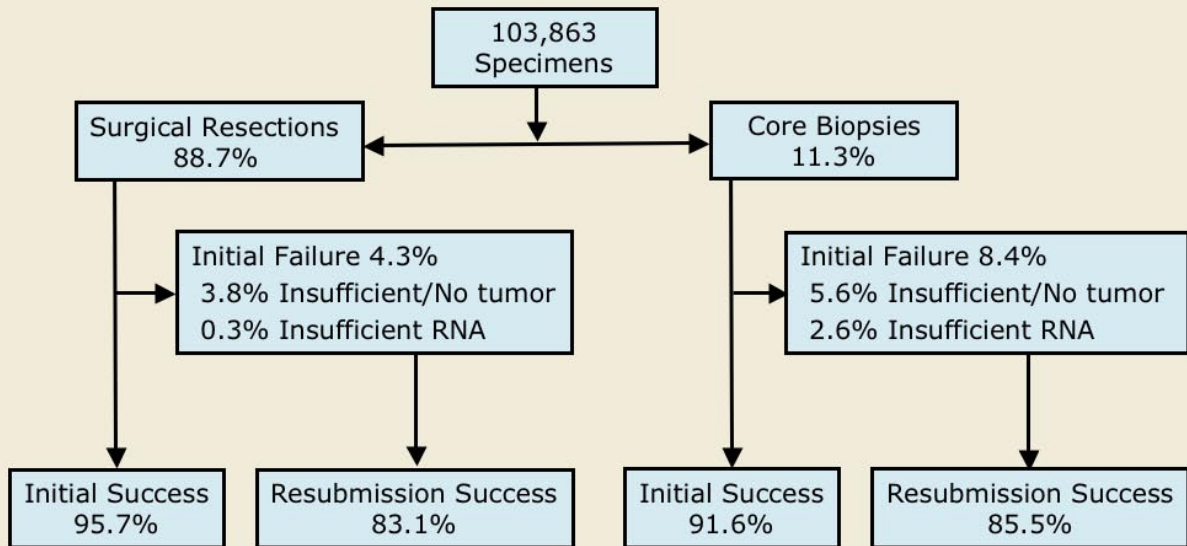 103,863
Specimens
Surgical Resections
88.7%
Core Biopsies
11.3%
Initial Failure 4.3%
3.8% Insufficient/No tumor
0.3% Insufficient RNA
Initial Failure 8.4%
5.6% Insufficient/No tumor
2.6% Insufficient RNA
Initial Success
95.7%
Resubmission Success
83.1%
Initial Success
91.6%
Resubmission Success
85.5%